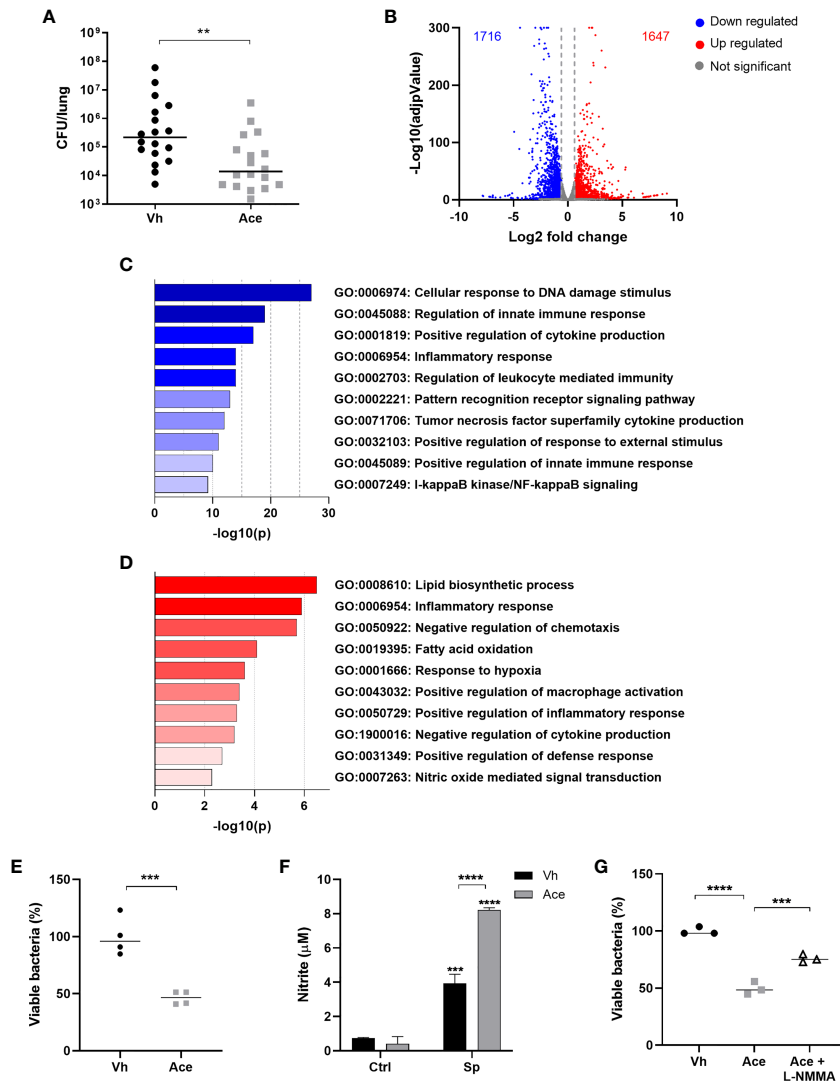 A
**
CFU/lung
10⁹
10⁸
10⁷
10⁶
10⁵
10⁴
10³
Vh
Ace
B
1716
1647
Down regulated
Up regulated
Not significant
-Log10(adjpValue)
300
200
100
0
-10
-5
0
5
10
Log2 fold change
C
GO:0006974: Cellular response to DNA damage stimulus
GO:0045088: Regulation of innate immune response
GO:0001819: Positive regulation of cytokine production
GO:0006954: Inflammatory response
GO:0002703: Regulation of leukocyte mediated immunity
GO:0002221: Pattern recognition receptor signaling pathway
GO:0071706: Tumor necrosis factor superfamily cytokine production
GO:0032103: Positive regulation of response to external stimulus
GO:0045089: Positive regulation of innate immune response
GO:0007249: I-kappaB kinase/NF-kappaB signaling
0
10
20
30
-log10(p)
D
GO:0008610: Lipid biosynthetic process
GO:0006954: Inflammatory response
GO:0050922: Negative regulation of chemotaxis
GO:0019395: Fatty acid oxidation
GO:0001666: Response to hypoxia
GO:0043032: Positive regulation of macrophage activation
GO:0050729: Positive regulation of inflammatory response
GO:1900016: Negative regulation of cytokine production
GO:0031349: Positive regulation of defense response
GO:0007263: Nitric oxide mediated signal transduction
0
2
4
6
-log10(p)
E
***
Viable bacteria (%)
150
100
50
0
Vh
Ace
F
****
Vh
Ace
****
***
Nitrite (μM)
10
8
6
4
2
0
Ctrl
Sp
G
****
***
Viable bacteria (%)
150
100
50
0
Vh
Ace
Ace +
L-NMMA